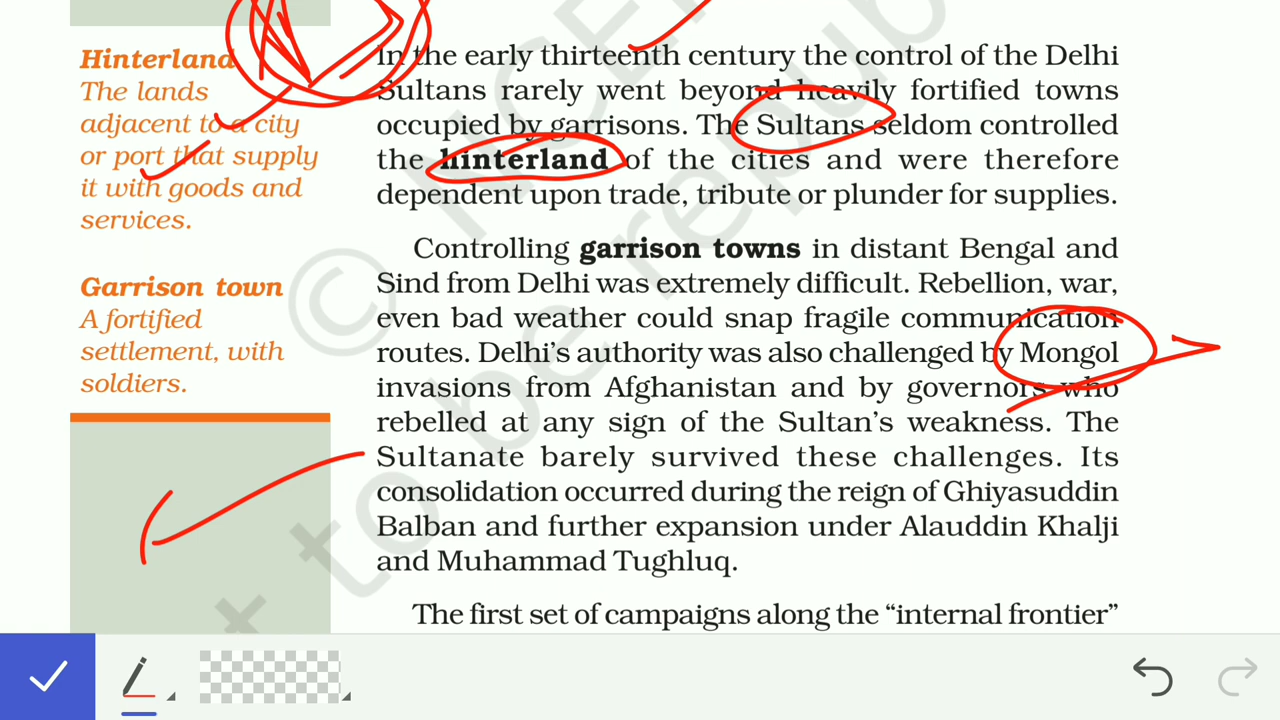 Hinterland
The lands
adjacent to a city
or port that supply
it with goods and
services.
Garrison town
A fortified
settlement, with
soldiers.
In the early thirteenth century the control of the Delhi
Sultans rarely went beyond heavily fortified towns
occupied by garrisons. The Sultans seldom controlled
the hinterland of the cities and were therefore
dependent upon trade, tribute or plunder for supplies.
Controlling garrison towns in distant Bengal and
Sind from Delhi was extremely difficult. Rebellion, war,
even bad weather could snap fragile communication
routes. Delhi's authority was also challenged by Mongol
invasions from Afghanistan and by governors who
rebelled at any sign of the Sultan's weakness. The
Sultanate barely survived these challenges. Its
consolidation occurred during the reign of Ghiyasuddin
Balban and further expansion under Alauddin Khalji
and Muhammad Tughluq.
The first set of campaigns along the "internal frontier"
© NCE
t to be repub